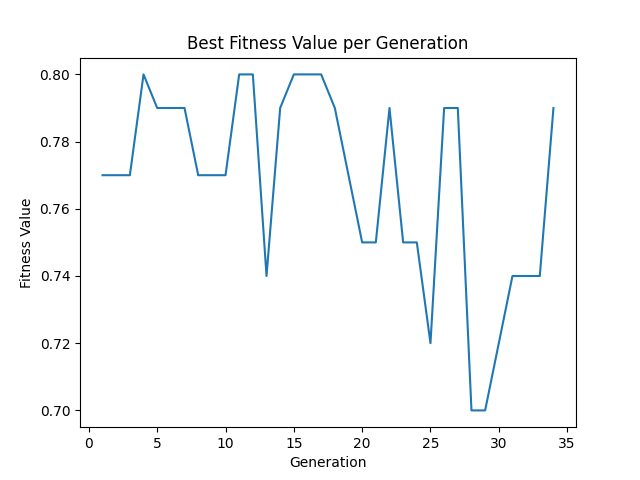 Best Fitness Value per Generation
0.80
0.78
0.76
0.74
0.72
0.70
Fitness Value
0 5 10 15 20 25 30 35
Generation